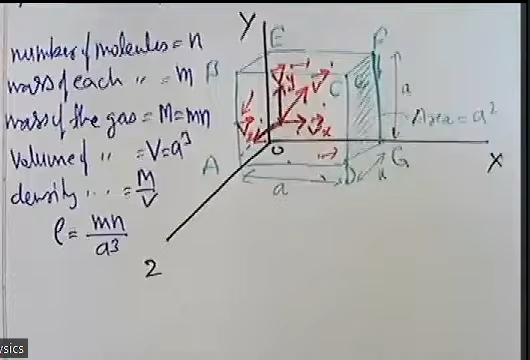 number of molecules = n
mass of each " = m
mass of the gas = M = mn
Volume of " = V = a³
density ... = M/V
ρ = mn/a³
Y
E
F
B
C
a
Area = a²
A
O
D
G
X
a
a
Z
Vy
V
Vx
Vz
ysics